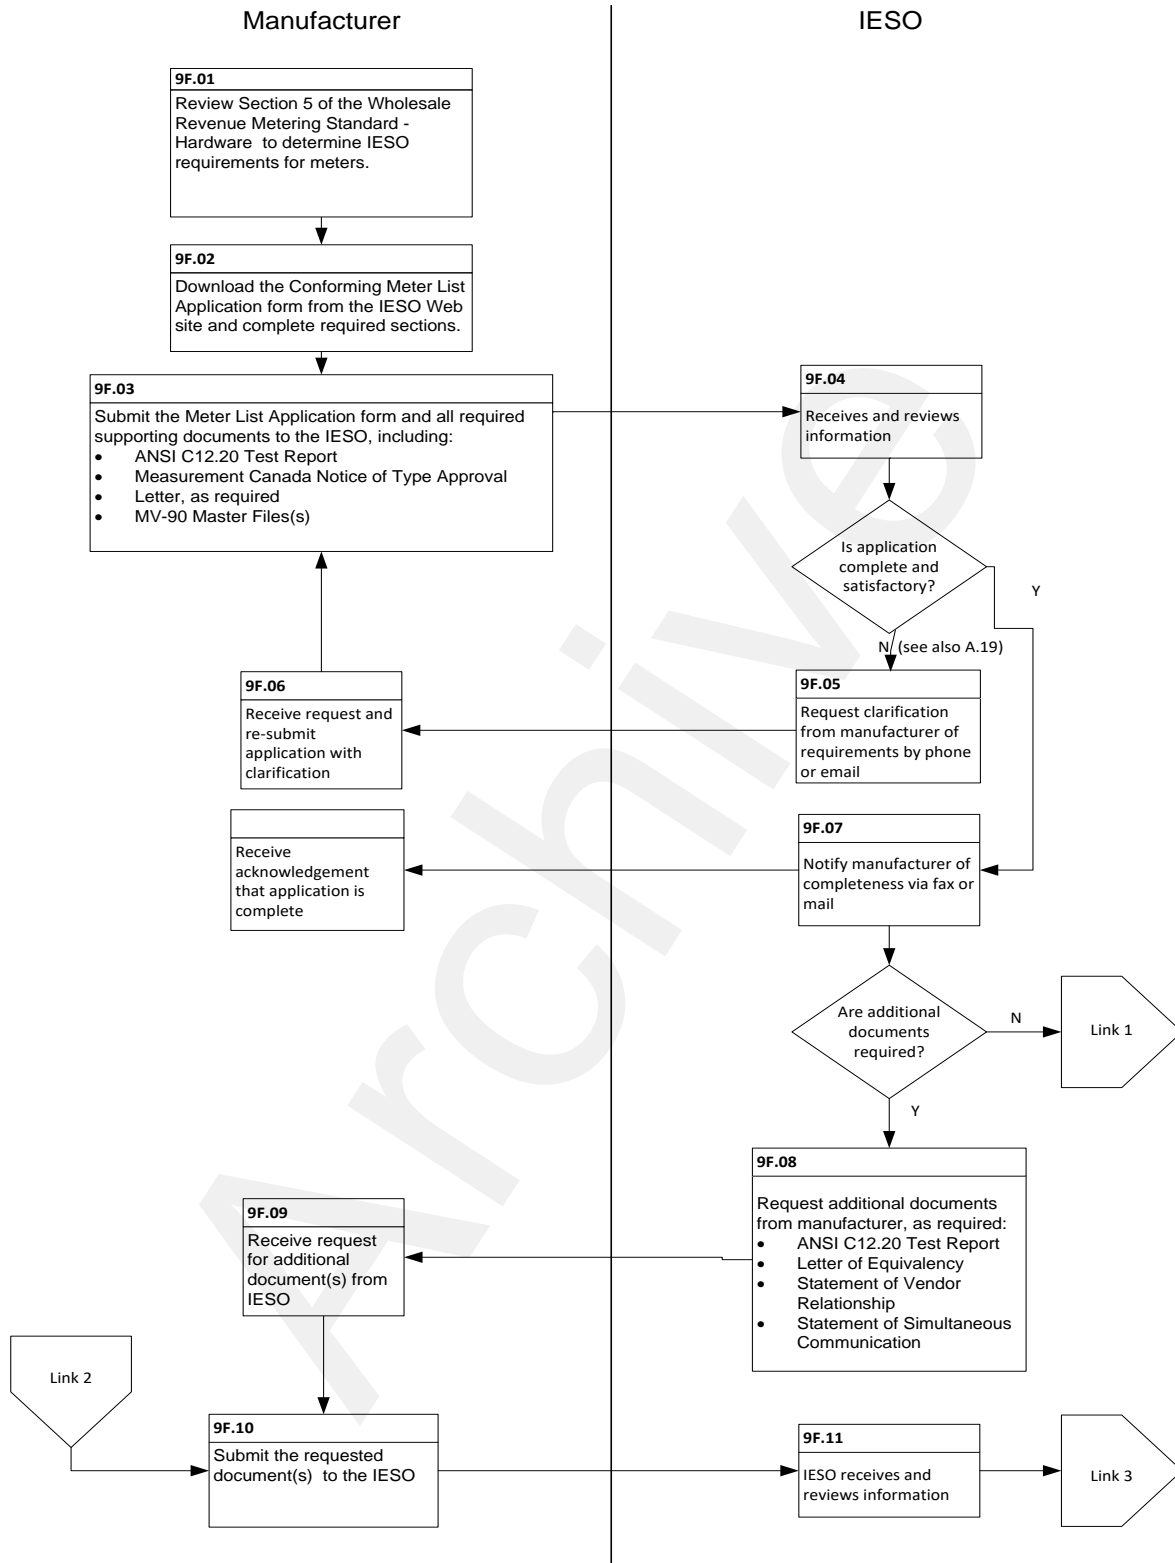 Manufacturer
IESO
9F.01
Review Section 5 of the Wholesale
Revenue Metering Standard -
Hardware to determine IESO
requirements for meters.
9F.02
Download the Conforming Meter List
Application form from the IESO Web
site and complete required sections.
9F.03
Submit the Meter List Application form and all required
supporting documents to the IESO, including:
• ANSI C12.20 Test Report
• Measurement Canada Notice of Type Approval
• Letter, as required
• MV-90 Master Files(s)
9F.04
Receives and reviews
information
Is application
complete and
satisfactory?
Y
N (see also A.19)
9F.05
Request clarification
from manufacturer of
requirements by phone
or email
9F.06
Receive request and
re-submit
application with
clarification
9F.07
Notify manufacturer of
completeness via fax or
mail
Receive
acknowledgement
that application is
complete
Are additional
documents
required?
N
Link 1
Y
9F.08
Request additional documents
from manufacturer, as required:
• ANSI C12.20 Test Report
• Letter of Equivalency
• Statement of Vendor
Relationship
• Statement of Simultaneous
Communication
9F.09
Receive request
for additional
document(s) from
IESO
Link 2
9F.10
Submit the requested
document(s) to the IESO
9F.11
IESO receives and
reviews information
Link 3
Archive